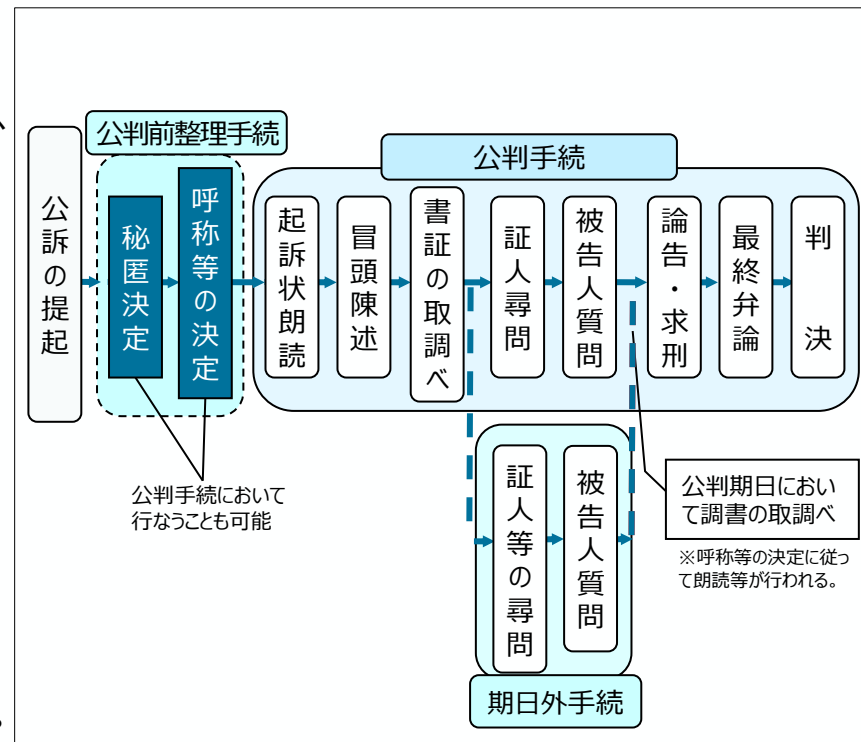 公判前整理手続
公判手続
公訴の提起
秘匿決定
呼称等の決定
起訴状朗読
冒頭陳述
書証の取調べ
証人尋問
被告人質問
論告・求刑
最終弁論
判決
公判手続において
行なうことも可能
証人等の尋問
被告人質問
公判期日におい
て調書の取調べ
※呼称等の決定に従っ
て朗読等が行われる。
期日外手続